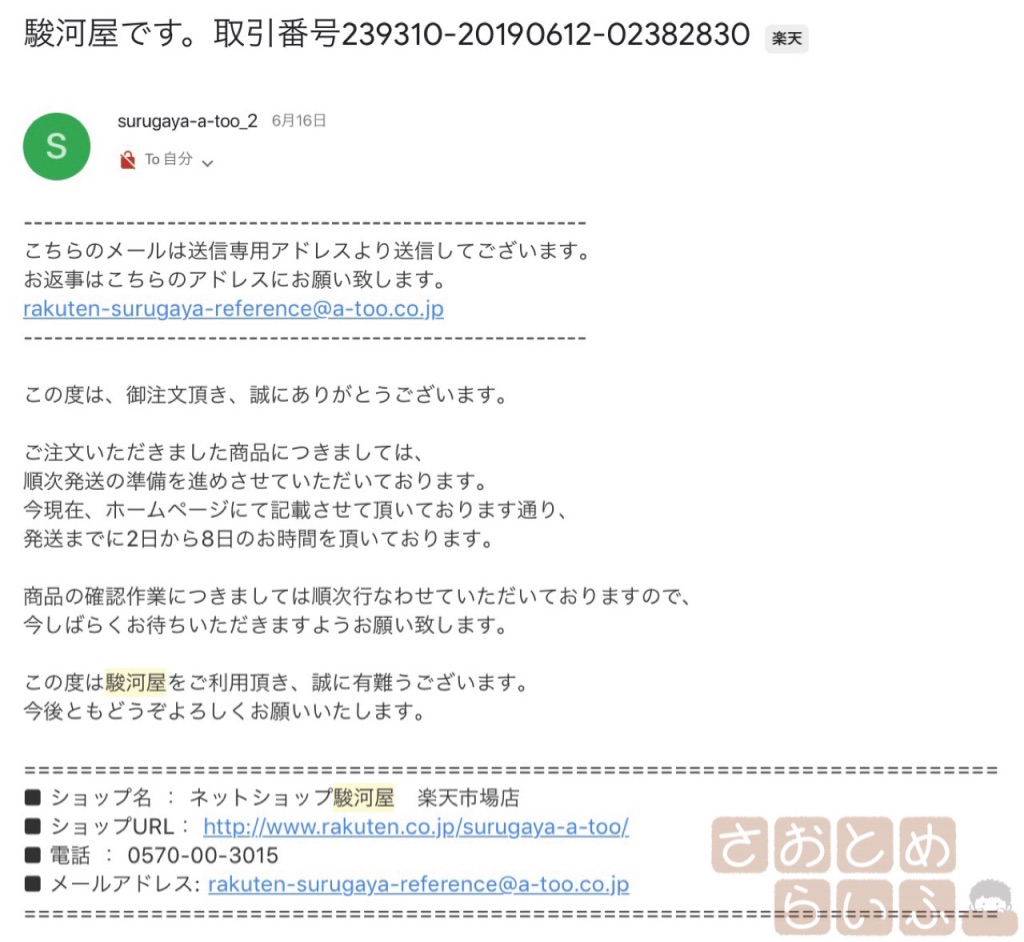 駿河屋です。取引番号239310-20190612-02382830 楽天
S
surugaya-a-too_2 6月16日
To 自分
------------------------------------------------------
こちらのメールは送信専用アドレスより送信してございます。
お返事はこちらのアドレスにお願い致します。
rakuten-surugaya-reference@a-too.co.jp
------------------------------------------------------
この度は、御注文頂き、誠にありがとうございます。
ご注文いただきました商品につきましては、
順次発送の準備を進めさせていただいております。
今現在、ホームページにて記載させて頂いております通り、
発送までに2日から8日のお時間を頂いております。
商品の確認作業につきましては順次行なわせていただいておりますので、
今しばらくお待ちいただきますようお願い致します。
この度は駿河屋をご利用頂き、誠に有難うございます。
今後ともどうぞよろしくお願いいたします。
==================================================================
■ ショップ名 ： ネットショップ駿河屋　楽天市場店
■ ショップURL： http://www.rakuten.co.jp/surugaya-a-too/
■ 電話 ： 0570-00-3015
■ メールアドレス: rakuten-surugaya-reference@a-too.co.jp
==================================================================
さおとめ
らいふ